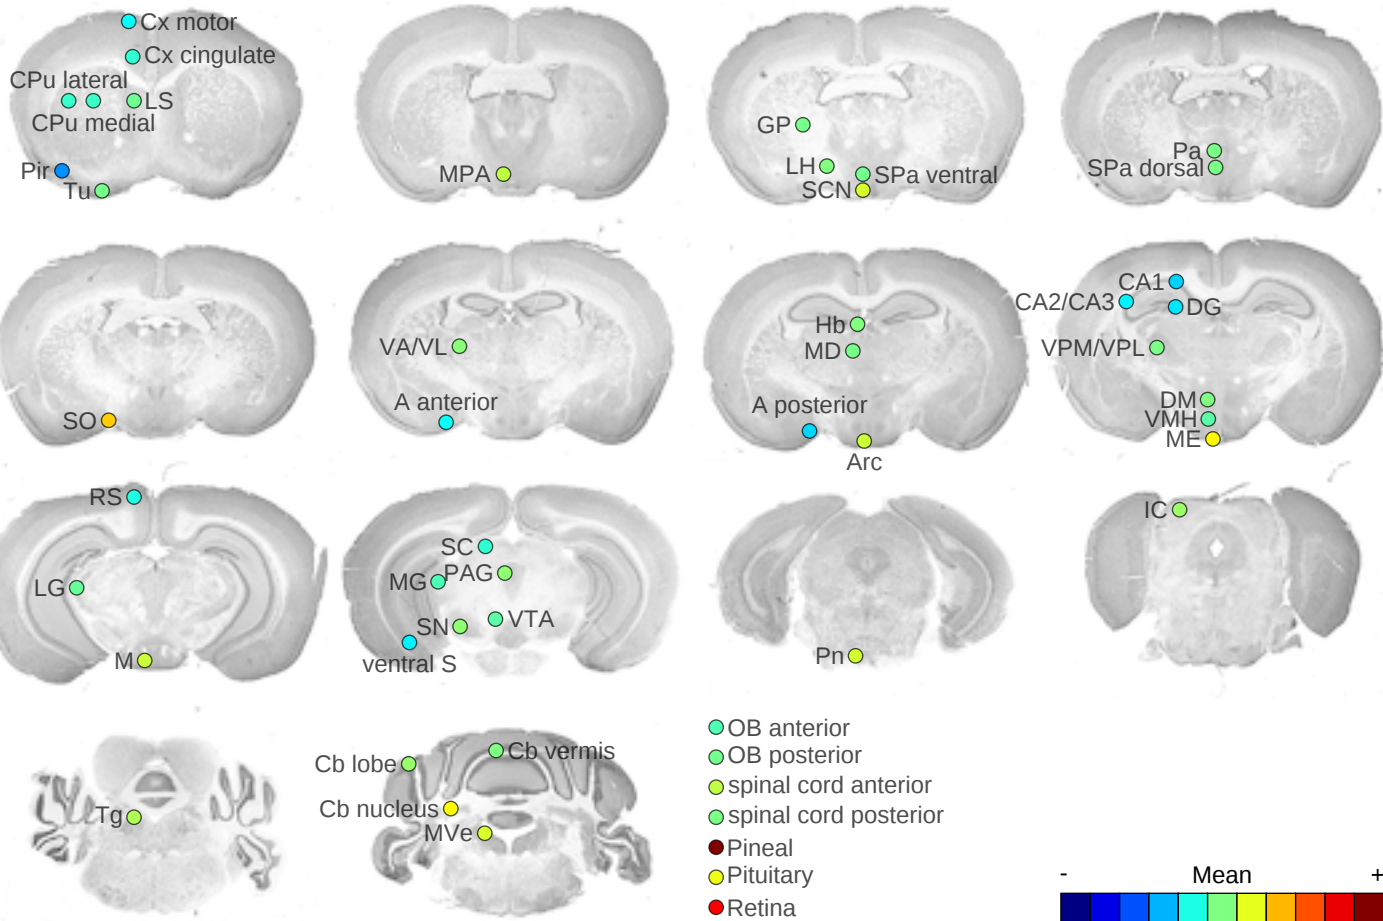 Cx motor
Cx cingulate
CPu lateral
LS
CPu medial
Pir
Tu
MPA
GP
LH
SPa ventral
SCN
Pa
SPa dorsal
SO
VA/VL
A anterior
Hb
MD
A posterior
Arc
CA1
CA2/CA3
DG
VPM/VPL
DM
VMH
ME
RS
LG
M
SC
PAG
MG
VTA
SN
ventral S
Pn
IC
Tg
Cb vermis
Cb lobe
Cb nucleus
MVe
OB anterior
OB posterior
spinal cord anterior
spinal cord posterior
Pineal
Pituitary
Retina
- Mean +